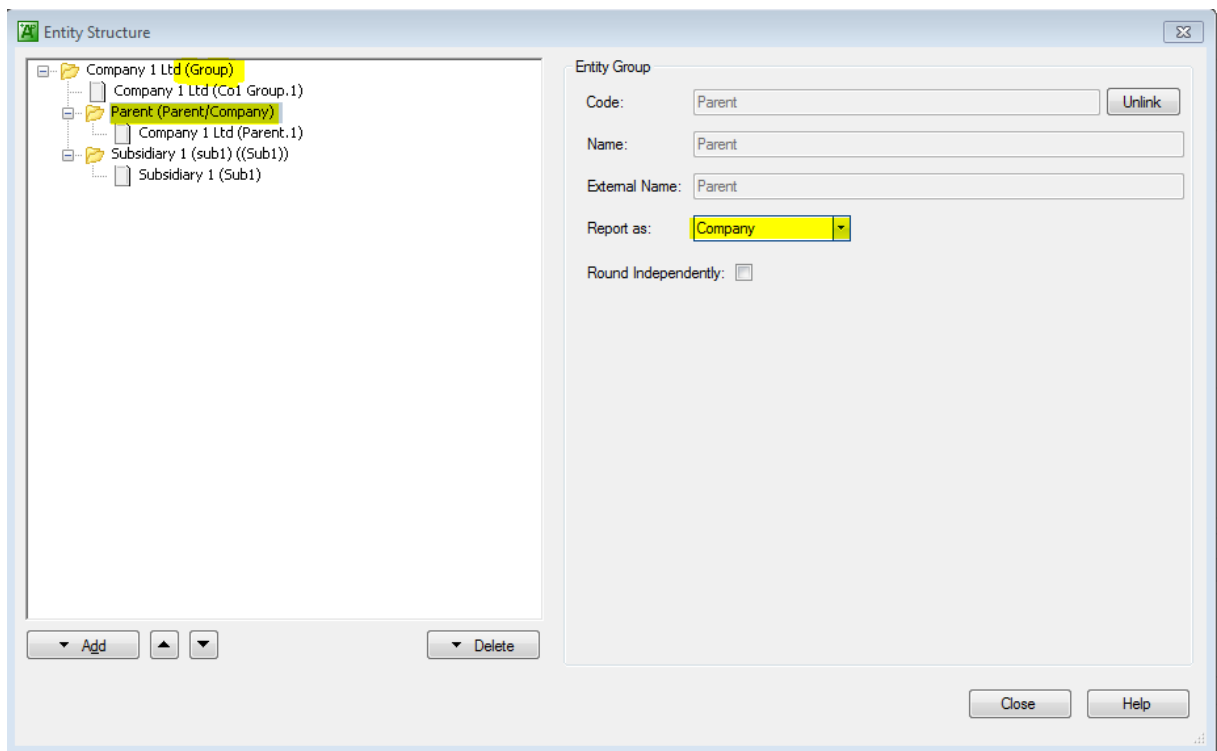 Entity Structure
Company 1 Ltd (Group)
Company 1 Ltd (Co1 Group.1)
Parent (Parent/Company)
Company 1 Ltd (Parent.1)
Subsidiary 1 (sub1) ((Sub1))
Subsidiary 1 (Sub1)
Entity Group
Code: Parent Unlink
Name: Parent
External Name: Parent
Report as: Company
Round Independently:
Add Delete
Close Help